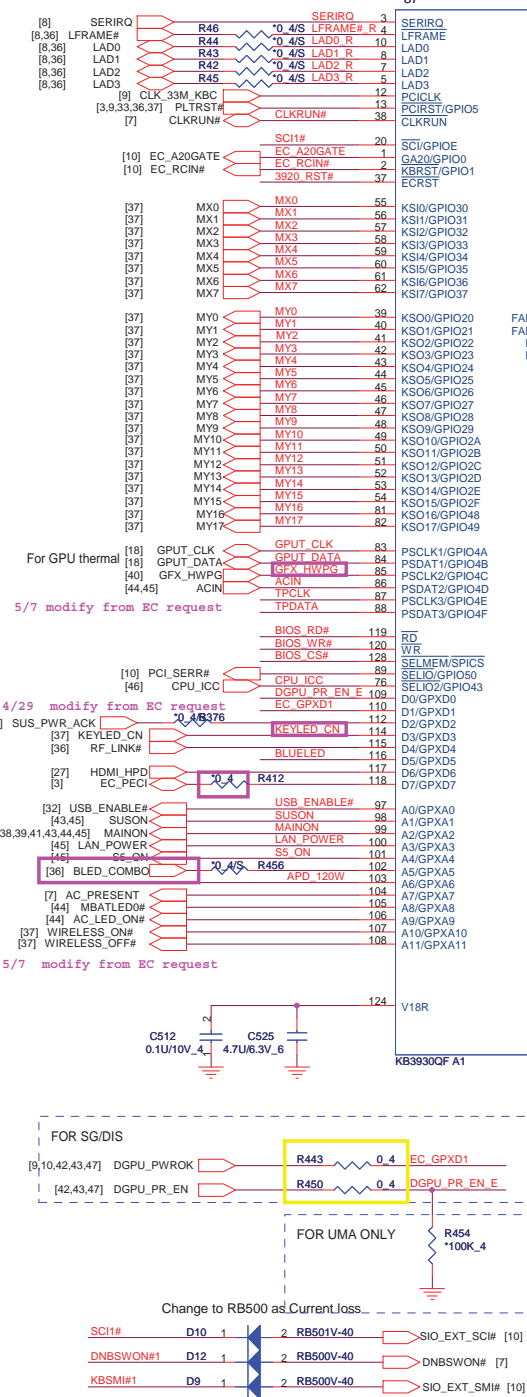 [8] SERIRQ SERIRQ 3 SERIRQ
[8,36] LFRAME# R46 *0_4/S LFRAME#_R 4 LFRAME
[8,36] LAD0 R44 *0_4/S LAD0_R 10 LAD0
[8,36] LAD1 R43 *0_4/S LAD1_R 8 LAD1
[8,36] LAD2 R42 *0_4/S LAD2_R 7 LAD2
[8,36] LAD3 R45 *0_4/S LAD3_R 5 LAD3
[9] CLK_33M_KBC 12 PCICLK
[3,9,33,36,37] PLTRST# 13 PCIRST/GPIO5
[7] CLKRUN# CLKRUN# 38 CLKRUN
SCI1# 20 SCI/GPIOE
[10] EC_A20GATE EC_A20GATE 1 GA20/GPIO0
[10] EC_RCIN# EC_RCIN# 2 KBRST/GPIO1
3920_RST# 37 ECRST
[37] MX0 MX0 55 KSI0/GPIO30
[37] MX1 MX1 56 KSI1/GPIO31
[37] MX2 MX2 57 KSI2/GPIO32
[37] MX3 MX3 58 KSI3/GPIO33
[37] MX4 MX4 59 KSI4/GPIO34
[37] MX5 MX5 60 KSI5/GPIO35
[37] MX6 MX6 61 KSI6/GPIO36
[37] MX7 MX7 62 KSI7/GPIO37
[37] MY0 MY0 39 KSO0/GPIO20
[37] MY1 MY1 40 KSO1/GPIO21
[37] MY2 MY2 41 KSO2/GPIO22
[37] MY3 MY3 42 KSO3/GPIO23
[37] MY4 MY4 43 KSO4/GPIO24
[37] MY5 MY5 44 KSO5/GPIO25
[37] MY6 MY6 45 KSO6/GPIO26
[37] MY7 MY7 46 KSO7/GPIO27
[37] MY8 MY8 47 KSO8/GPIO28
[37] MY9 MY9 48 KSO9/GPIO29
[37] MY10 MY10 49 KSO10/GPIO2A
[37] MY11 MY11 50 KSO11/GPIO2B
[37] MY12 MY12 51 KSO12/GPIO2C
[37] MY13 MY13 52 KSO13/GPIO2D
[37] MY14 MY14 53 KSO14/GPIO2E
[37] MY15 MY15 54 KSO15/GPIO2F
[37] MY16 MY16 81 KSO16/GPIO48
[37] MY17 MY17 82 KSO17/GPIO49
For GPU thermal [18] GPUT_CLK GPUT_CLK 83 PSCLK1/GPIO4A
[18] GPUT_DATA GPUT_DATA 84 PSDAT1/GPIO4B
[40] GFX_HWPG GFX_HWPG 85 PSCLK2/GPIO4C
[44,45] ACIN ACIN 86 PSDAT2/GPIO4D
TPCLK 87 PSCLK3/GPIO4E
5/7 modify from EC request TPDATA 88 PSDAT3/GPIO4F
BIOS_RD# 119 RD
BIOS_WR# 120 WR
BIOS_CS# 128 SELMEM/SPICS
[10] PCI_SERR# 89 SELIO/GPIO50
[46] CPU_ICC CPU_ICC 76 SELIO2/GPIO43
DGPU_PR_EN_E 109 D0/GPXD0
4/29 modify from EC request EC_GPXD1 110 D1/GPXD1
SUS_PWR_ACK *0_4 R376 112 D2/GPXD2
[37] KEYLED_CN KEYLED_CN 114 D3/GPXD3
[36] RF_LINK# 115 D4/GPXD4
BLUELED 116 D5/GPXD5
[27] HDMI_HPD 117 D6/GPXD6
[3] EC_PECI *0_4 R412 118 D7/GPXD7
[32] USB_ENABLE# USB_ENABLE# 97 A0/GPXA0
[43,45] SUSON SUSON 98 A1/GPXA1
38,39,41,43,44,45] MAINON MAINON 99 A2/GPXA2
[45] LAN_POWER LAN_POWER 100 A3/GPXA3
[45] S5_ON S5_ON 101 A4/GPXA4
[36] BLED_COMBO *0_4/S R456 102 A5/GPXA5
APD_120W 103 A6/GPXA6
[7] AC_PRESENT 104 A7/GPXA7
[44] MBATLED0# 105 A8/GPXA8
[44] AC_LED_ON# 106 A9/GPXA9
[37] WIRELESS_ON# 107 A10/GPXA10
[37] WIRELESS_OFF# 108 A11/GPXA11
5/7 modify from EC request
124 V18R
2
1
C512
0.1U/10V_4
C525
4.7U/6.3V_6
KB3930QF A1
FOR SG/DIS
[9,10,42,43,47] DGPU_PWROK R443 0_4 EC_GPXD1
[42,43,47] DGPU_PR_EN R450 0_4 DGPU_PR_EN_E
FOR UMA ONLY
R454
*100K_4
Change to RB500 as Current loss
SCI1# D10 1 2 RB501V-40 SIO_EXT_SCI# [10]
DNBSWON#1 D12 1 2 RB500V-40 DNBSWON# [7]
KBSMI#1 D9 1 2 RB500V-40 SIO_EXT_SMI# [10]